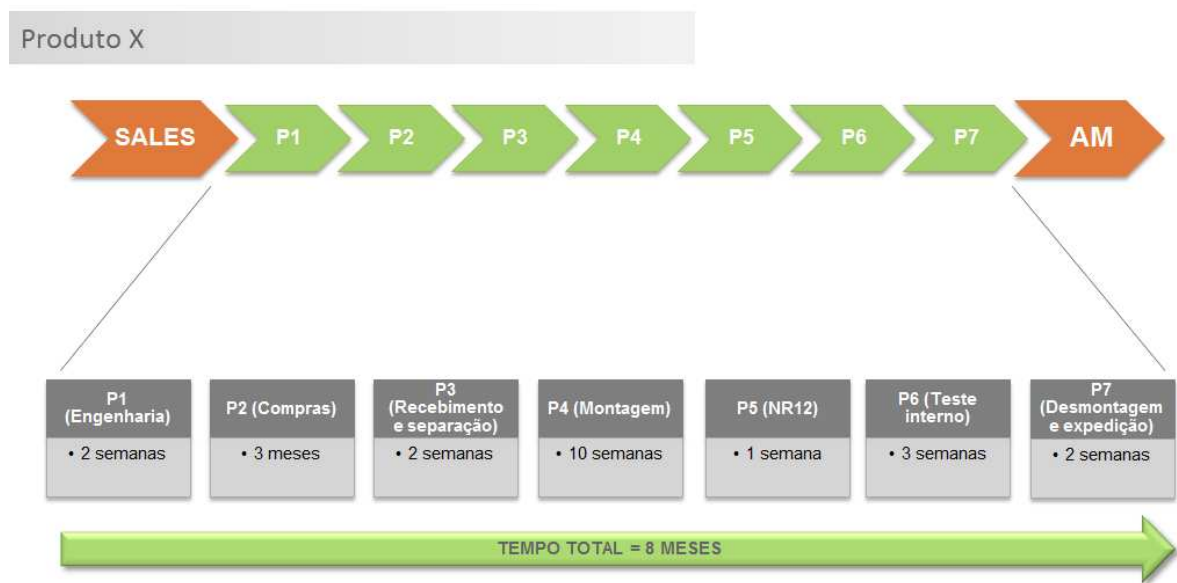 Produto X
SALES
P1
P2
P3
P4
P5
P6
P7
AM
P1
(Engenharia)
• 2 semanas
P2 (Compras)
• 3 meses
P3
(Recebimento
e separação)
• 2 semanas
P4 (Montagem)
• 10 semanas
P5 (NR12)
• 1 semana
P6 (Teste
interno)
• 3 semanas
P7
(Desmontagem
e expedição)
• 2 semanas
TEMPO TOTAL = 8 MESES